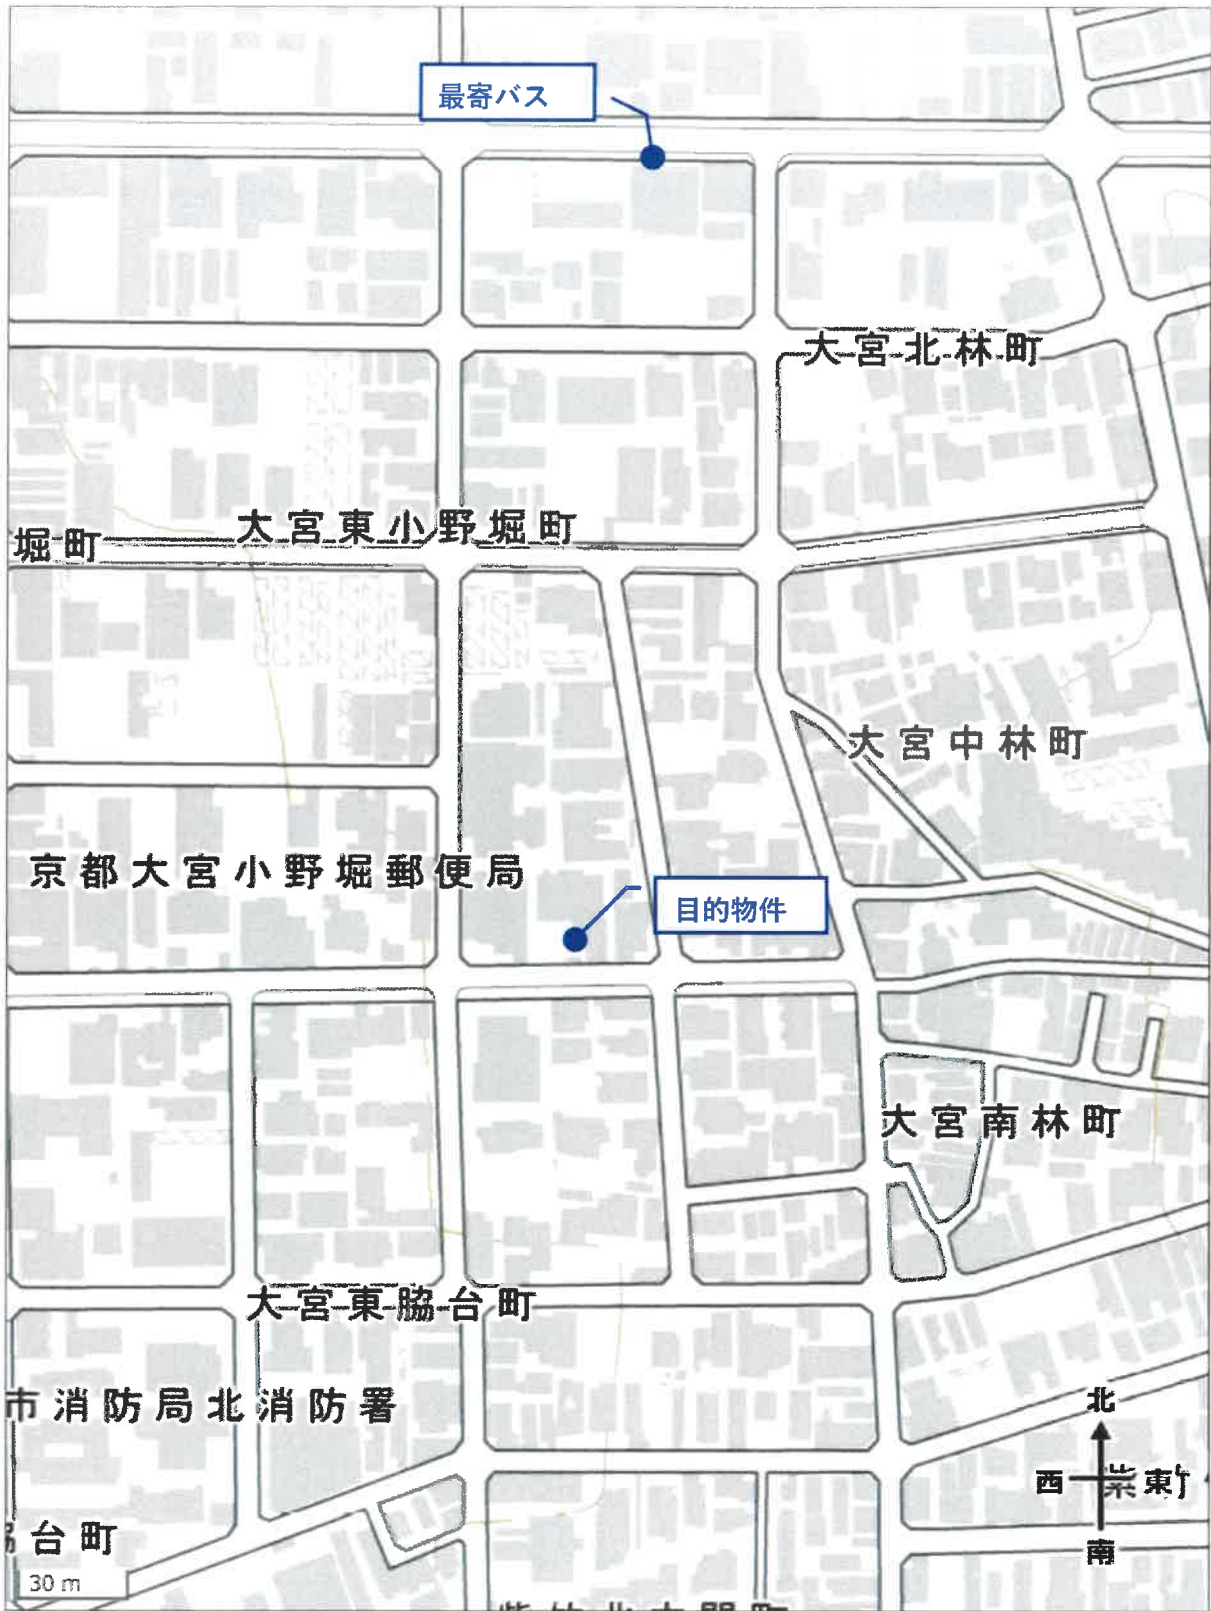 最寄バス
大宮北林町
大宮東小野堀町
堀町
大宮中林町
京都大宮小野堀郵便局
目的物件
大宮南林町
大宮東脇台町
市消防局北消防署
北
西
東
紫
南
台町
30 m